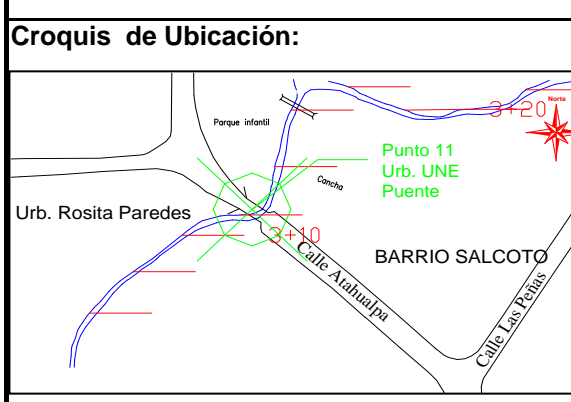 Croquis de Ubicación:
3+20
Norte
Parque infantil
Punto 11
Urb. UNE
Puente
Cancha
Urb. Rosita Paredes
3+10
BARRIO SALCOTO
Calle Atahualpa
Calle Las Peñas